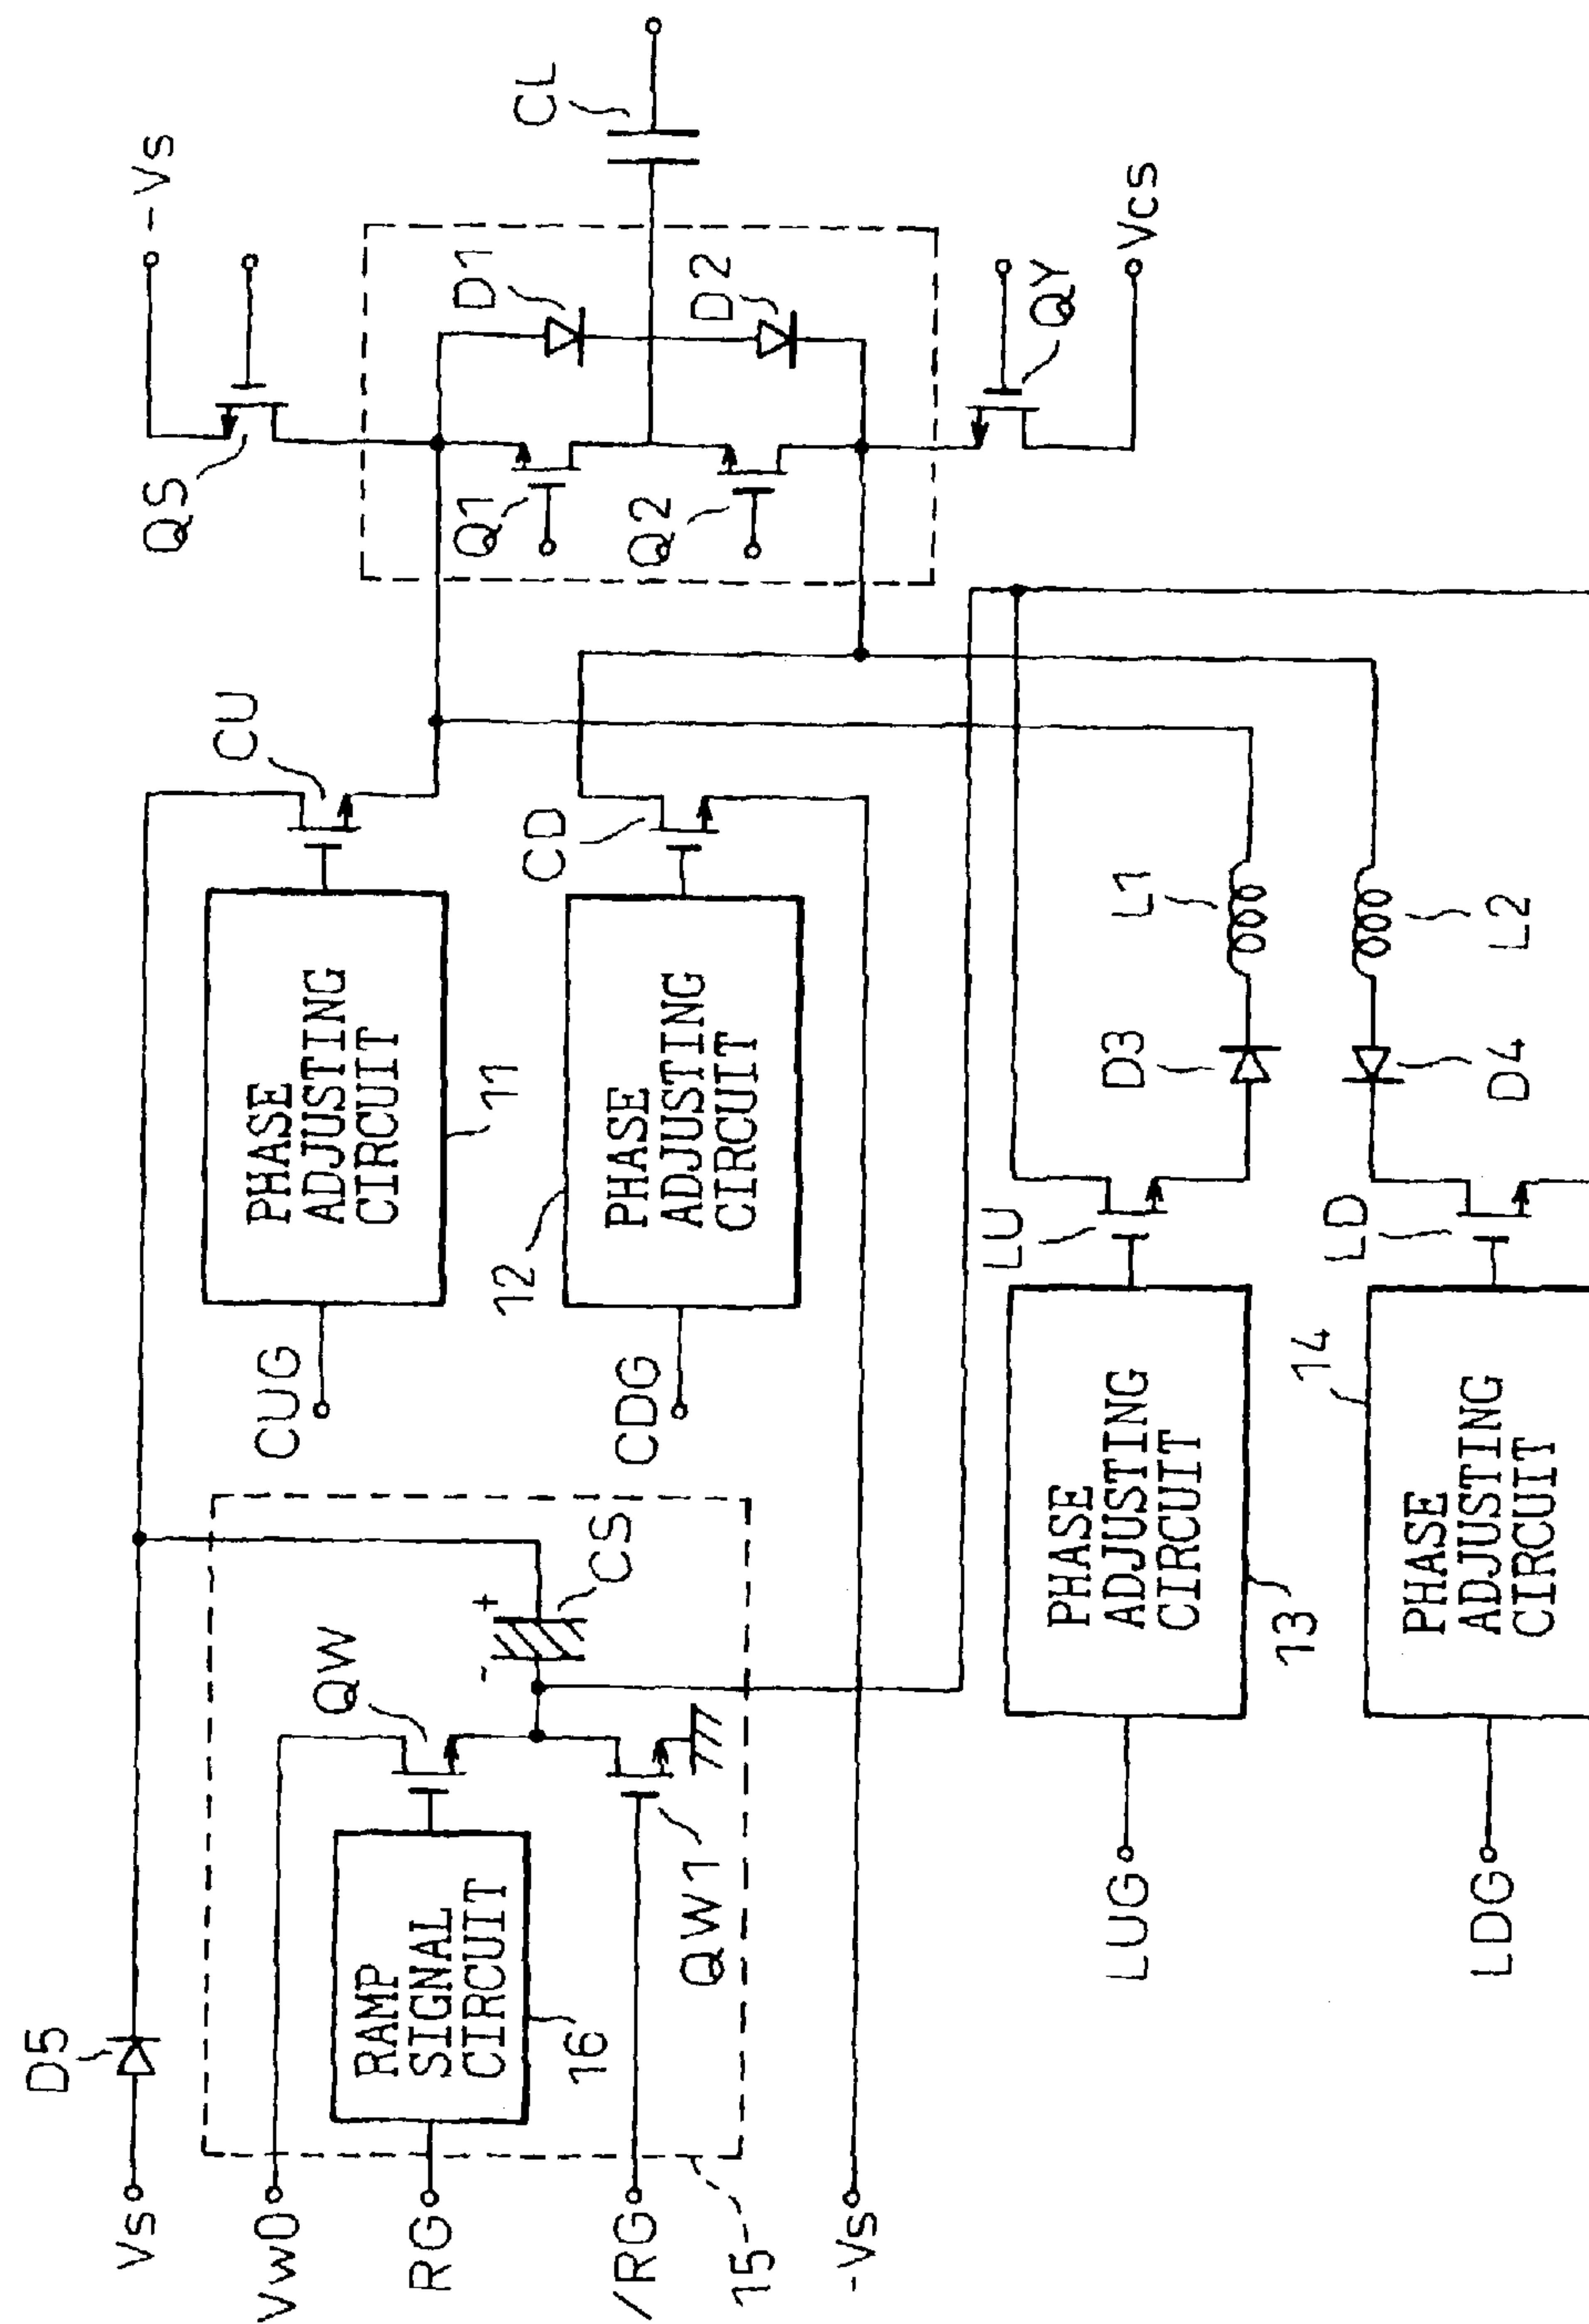 D5
Vs
Vw0
RG
/RG
15
-Vs
RAMP
SIGNAL
CIRCUIT
16
QW
QW1
+
-
CS
CUG
PHASE
ADJUSTING
CIRCUIT
11
CU
CDG
PHASE
ADJUSTING
CIRCUIT
12
CD
QS
-Vs
Q1
D1
Q2
D2
CL
QY
Vcs
LUG
PHASE
ADJUSTING
CIRCUIT
13
LU
D3
L1
LDG
PHASE
ADJUSTING
CIRCUIT
14
LD
D4
L2